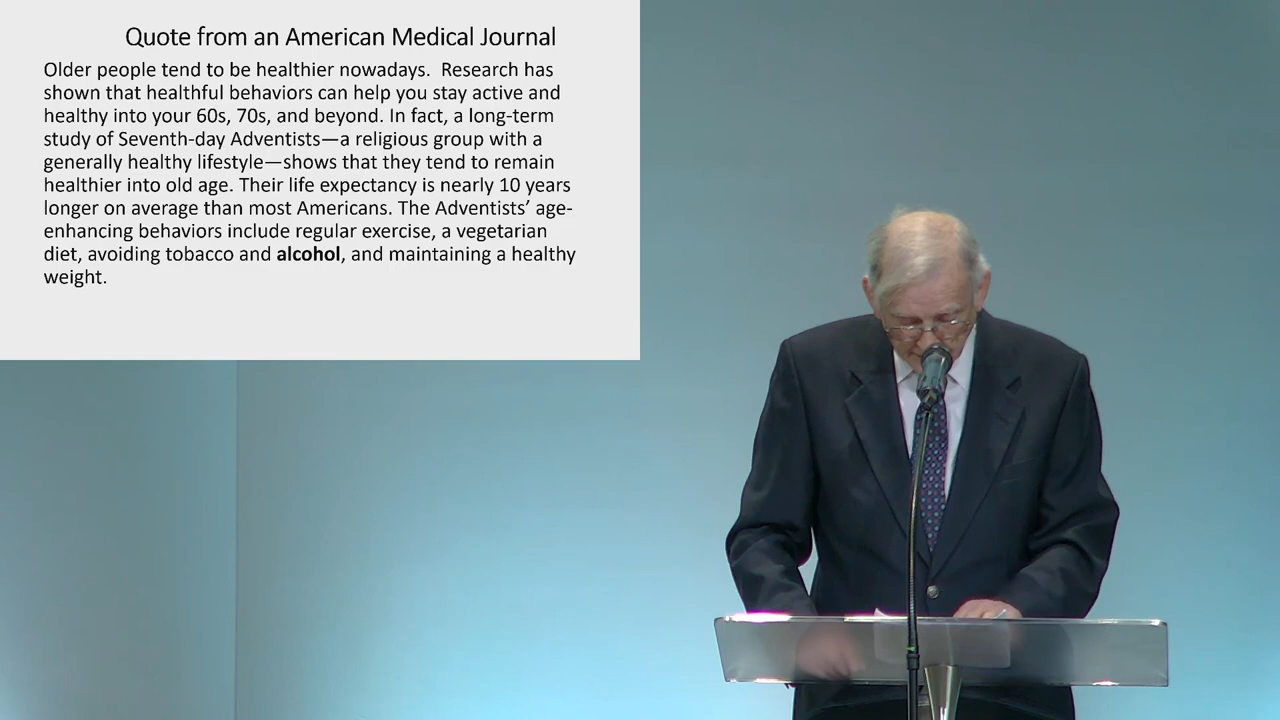 Quote from an American Medical Journal
Older people tend to be healthier nowadays.  Research has
shown that healthful behaviors can help you stay active and
healthy into your 60s, 70s, and beyond. In fact, a long-term
study of Seventh-day Adventists—a religious group with a
generally healthy lifestyle—shows that they tend to remain
healthier into old age. Their life expectancy is nearly 10 years
longer on average than most Americans. The Adventists’ age-
enhancing behaviors include regular exercise, a vegetarian
diet, avoiding tobacco and alcohol, and maintaining a healthy
weight.